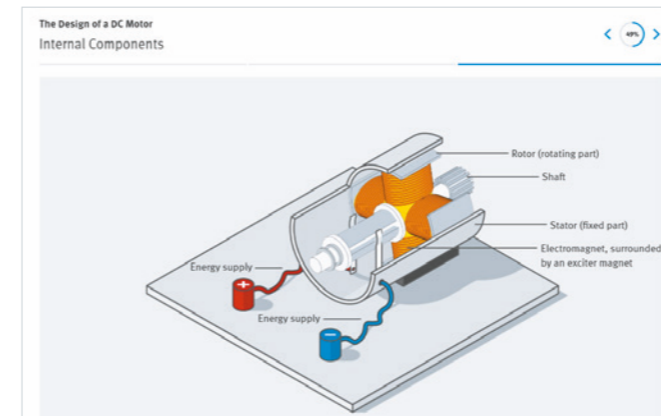 The Design of a DC Motor
Internal Components
49%
Rotor (rotating part)
Shaft
Stator (fixed part)
Electromagnet, surrounded
by an exciter magnet
Energy supply
+
Energy supply
−